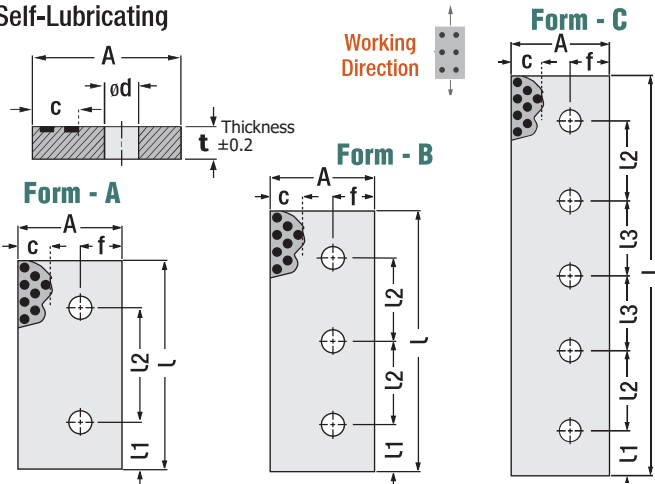 Self-Lubricating
A
ød
c
t
Thickness
±0.2
Working
Direction
Form - C
A
c
f
L2
L3
L3
L2
L1
L
Form - B
A
c
f
L2
L2
L1
L
Form - A
A
c
f
L2
L1
L